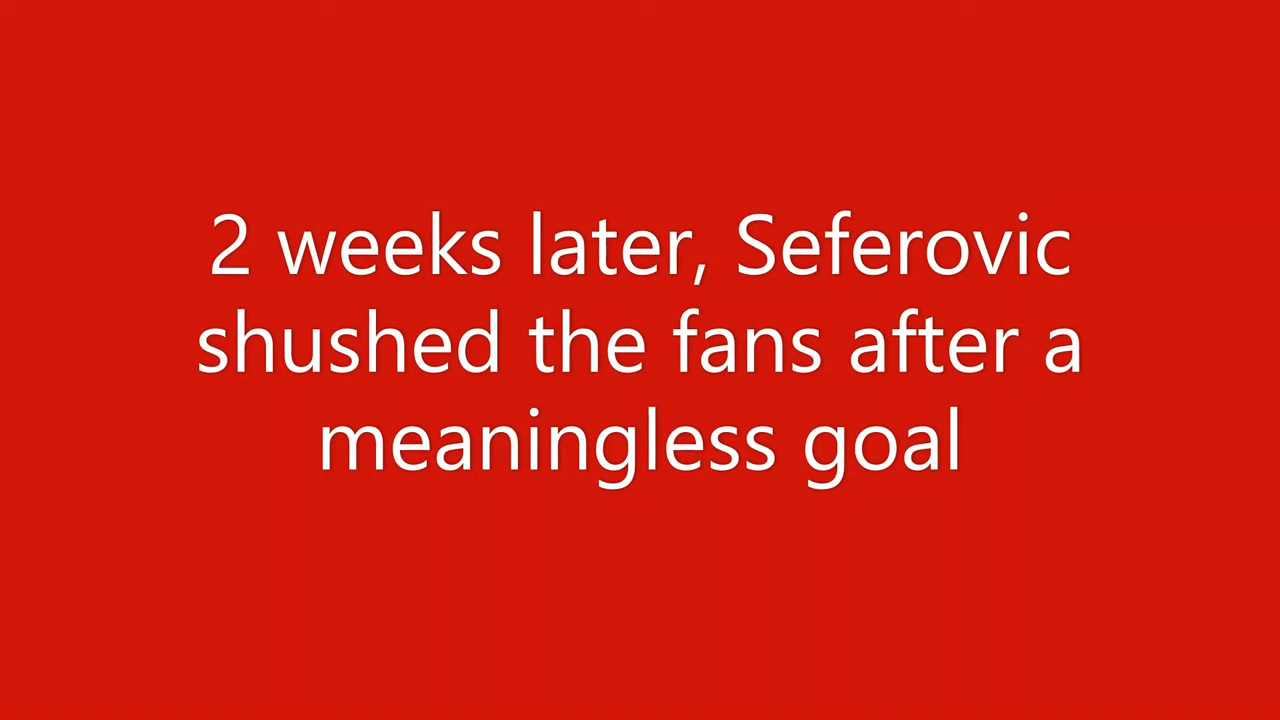 2 weeks later, Seferovic
shushed the fans after a
meaningless goal